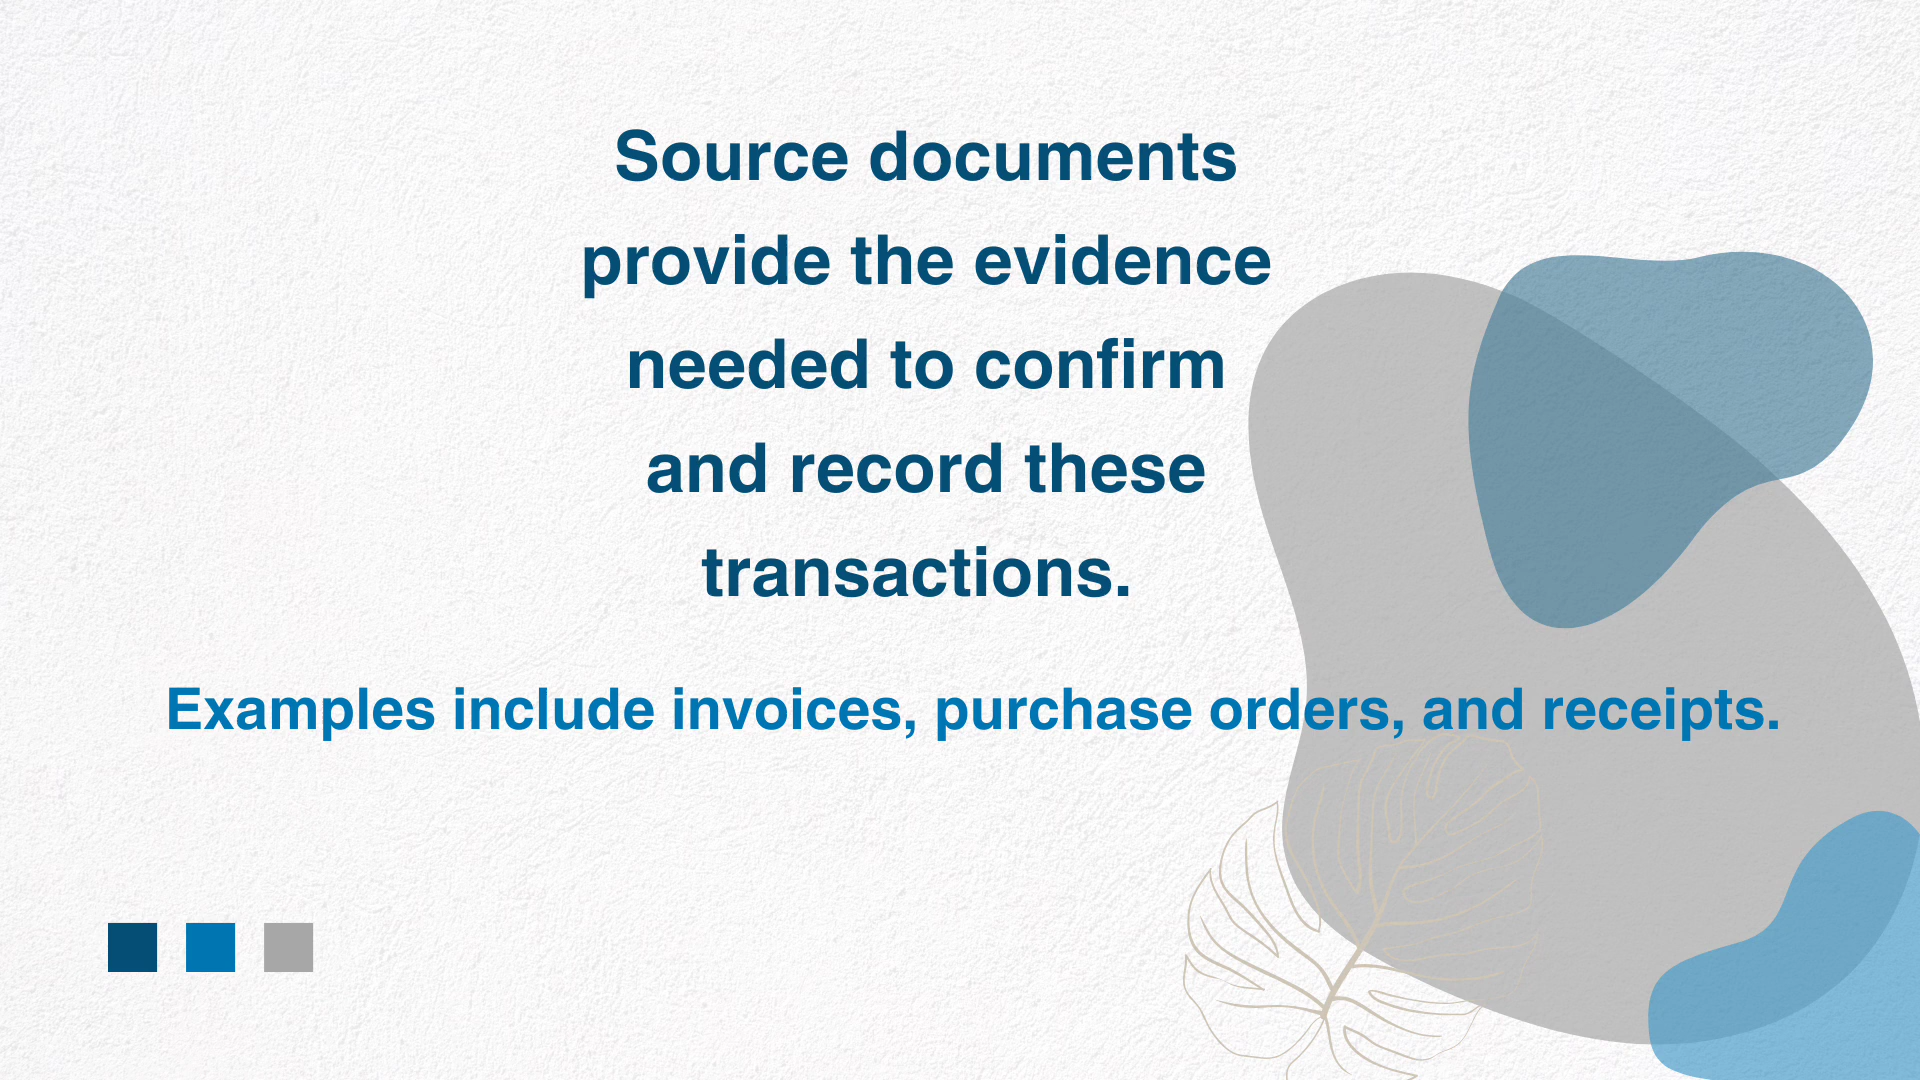 Source documents
provide the evidence
needed to confirm
and record these
transactions.
Examples include invoices, purchase orders, and receipts.